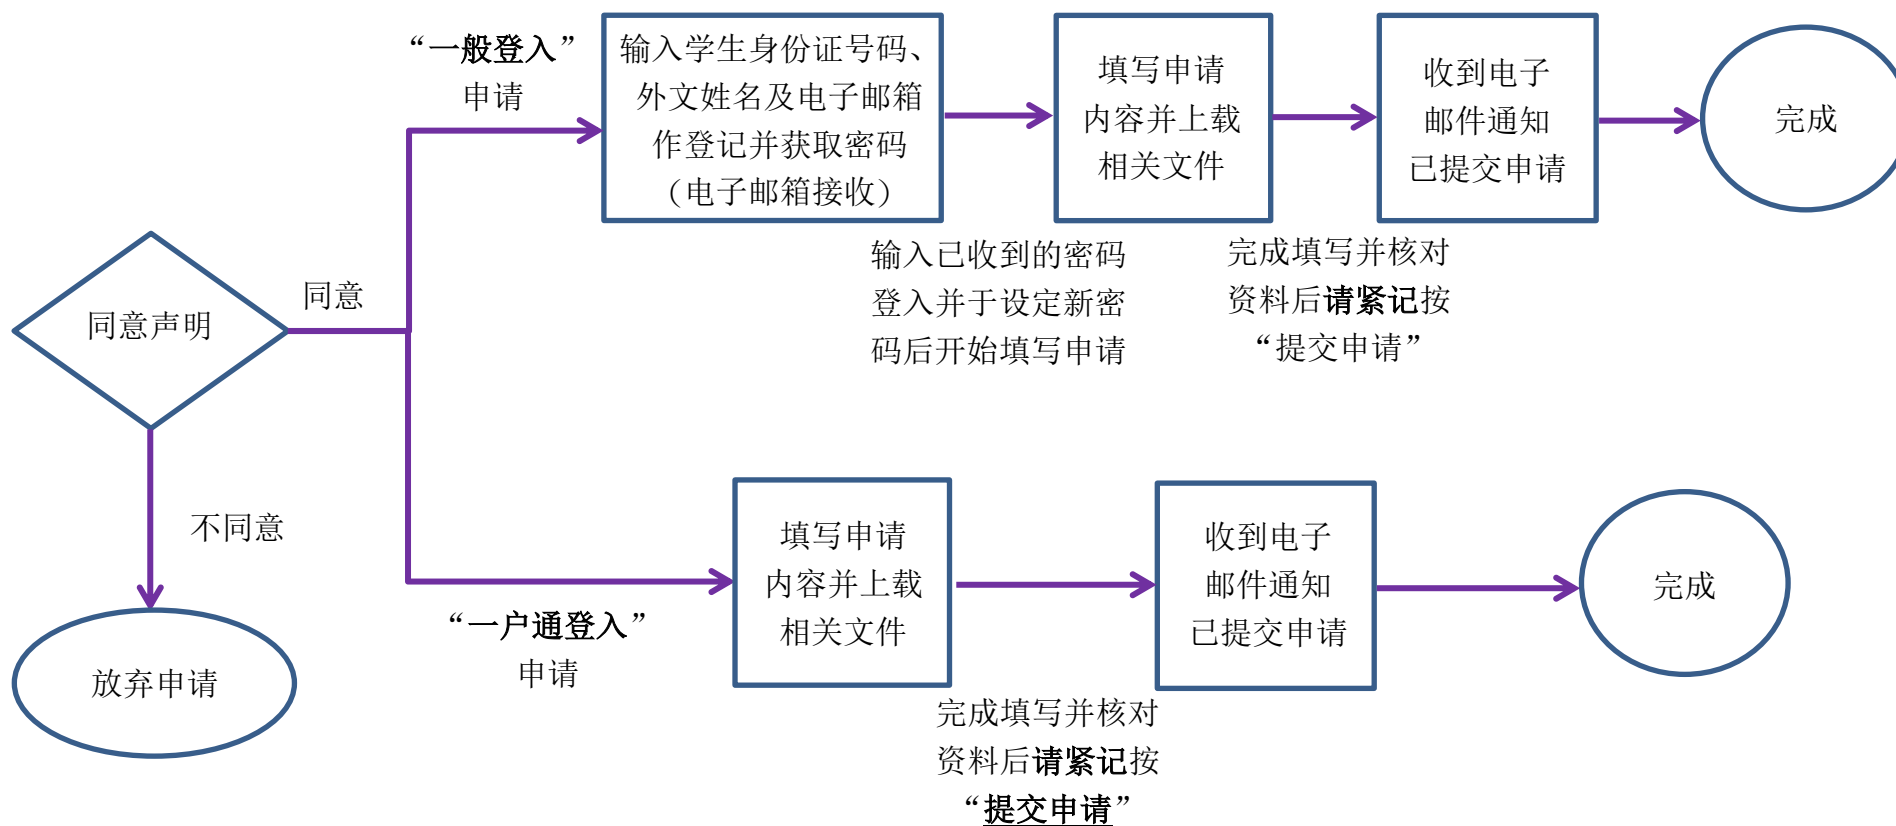 “一般登入”
申请
输入学生身份证号码、
外文姓名及电子邮箱
作登记并获取密码
（电子邮箱接收）
填写申请
内容并上载
相关文件
收到电子
邮件通知
已提交申请
完成
输入已收到的密码
登入并于设定新密
码后开始填写申请
完成填写并核对
资料后请紧记按
“提交申请”
同意声明
同意
不同意
放弃申请
“一户通登入”
申请
填写申请
内容并上载
相关文件
收到电子
邮件通知
已提交申请
完成
完成填写并核对
资料后请紧记按
“提交申请”